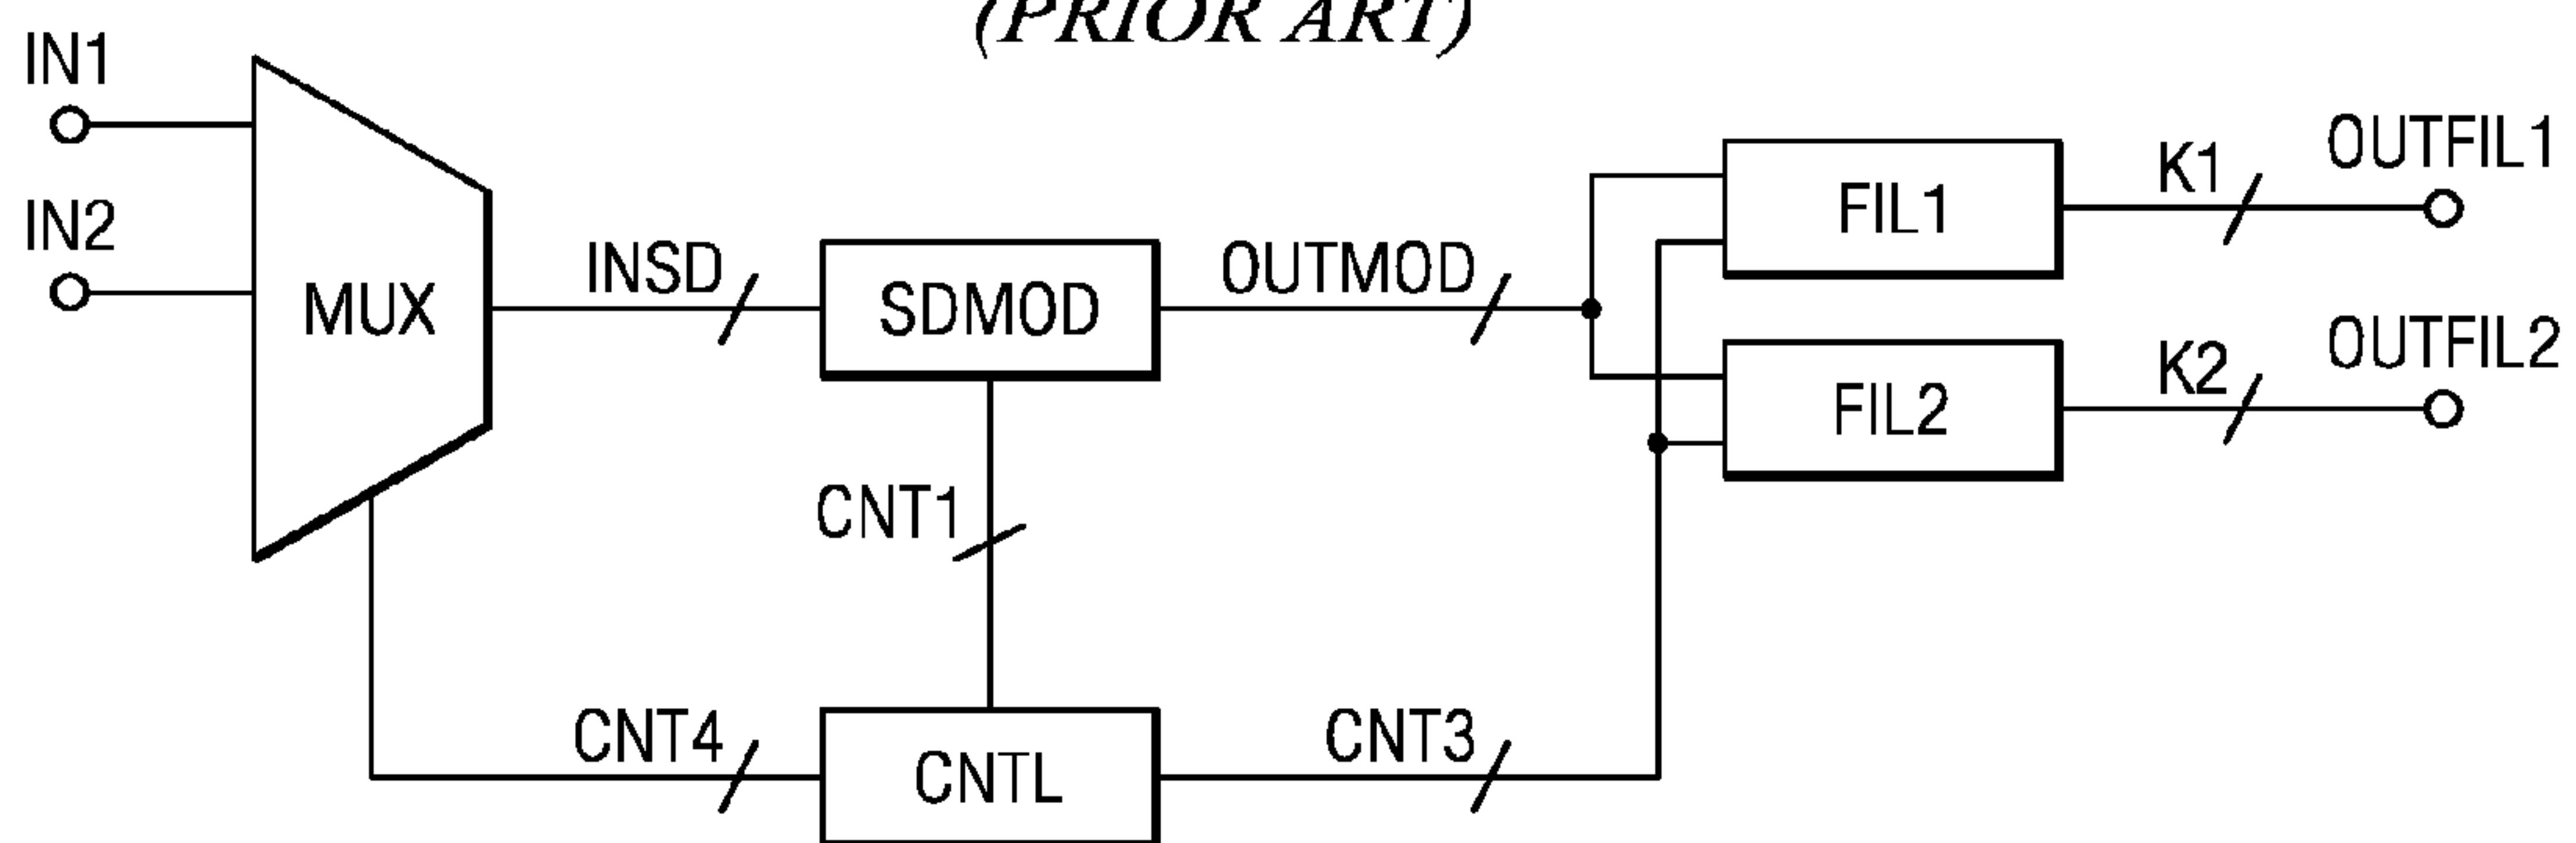 (PRIOR ART)
IN1
IN2
MUX
INSD
SDMOD
OUTMOD
FIL1
K1
OUTFIL1
FIL2
K2
OUTFIL2
CNT1
CNT4
CNTL
CNT3